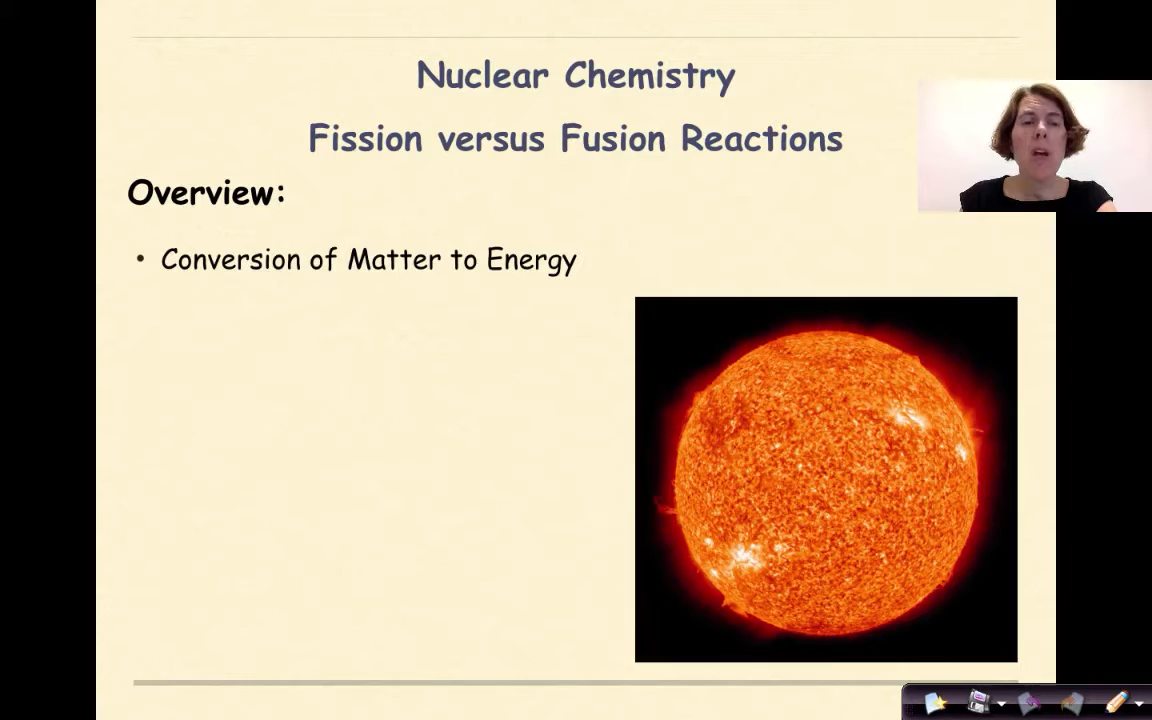 Nuclear Chemistry
Fission versus Fusion Reactions
Overview:
• Conversion of Matter to Energy